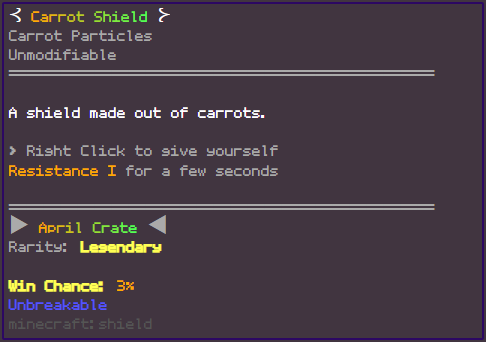 ≺ Carrot Shield ≻
Carrot Particles
Unmodifiable
A shield made out of carrots.
> Right Click to give yourself
Resistance I for a few seconds
▶ April Crate ◀
Rarity: Legendary
Win Chance: 3%
Unbreakable
minecraft:shield